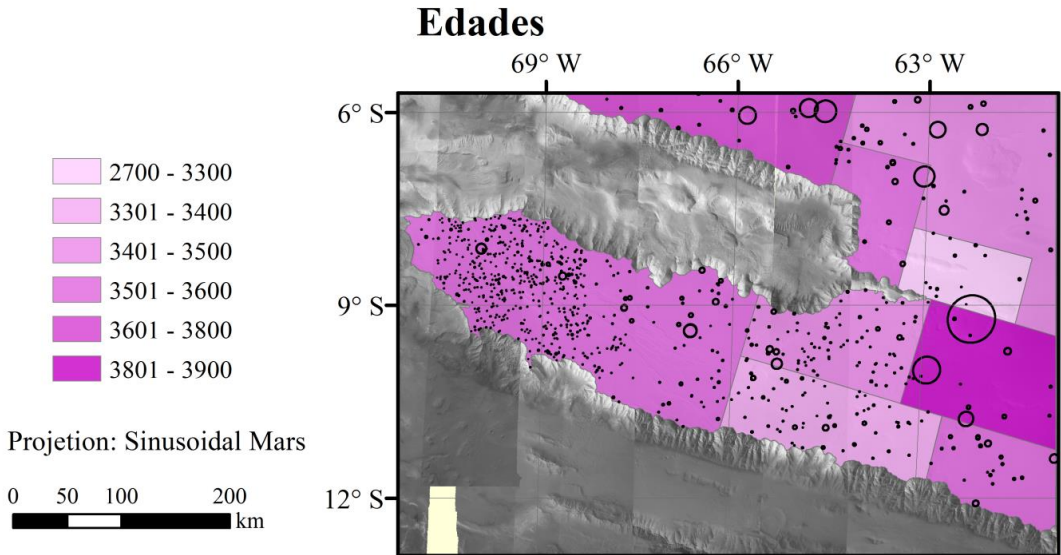 Edades
69° W 66° W 63° W
6° S
9° S
12° S
2700 - 3300
3301 - 3400
3401 - 3500
3501 - 3600
3601 - 3800
3801 - 3900
Projetion: Sinusoidal Mars
0 50 100 200
km